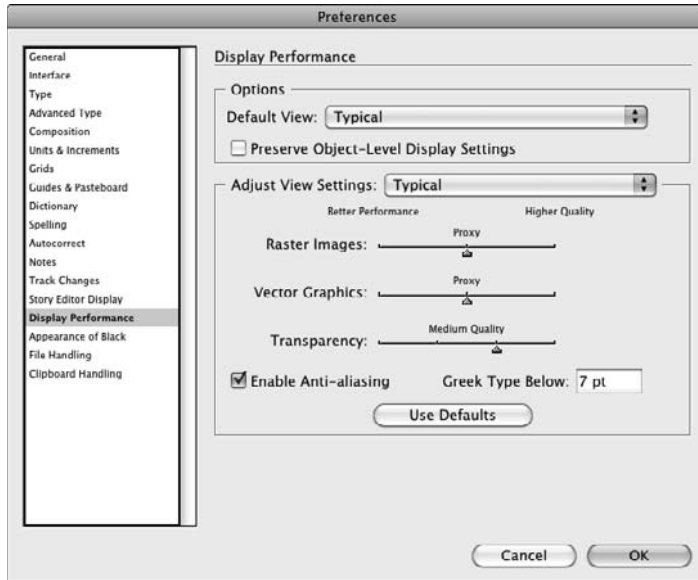 Preferences
General
Interface
Type
Advanced Type
Composition
Units & Increments
Grids
Guides & Pasteboard
Dictionary
Spelling
Autocorrect
Notes
Track Changes
Story Editor Display
Display Performance
Appearance of Black
File Handling
Clipboard Handling
Display Performance
Options
Default View: Typical
Preserve Object-Level Display Settings
Adjust View Settings: Typical
Better Performance Higher Quality
Proxy
Raster Images:
Proxy
Vector Graphics:
Medium Quality
Transparency:
Enable Anti-aliasing Greek Type Below: 7 pt
Use Defaults
Cancel OK